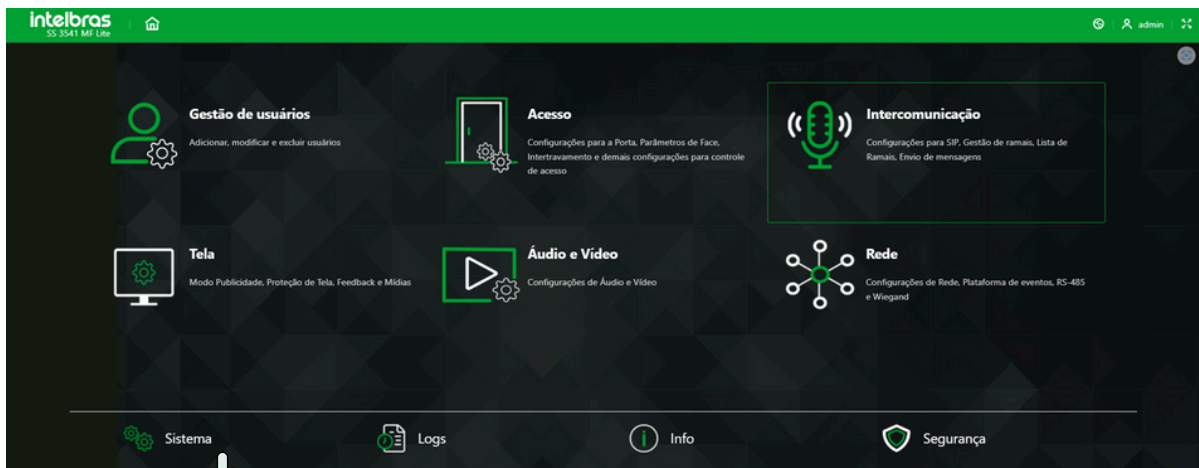 intelbras
SS 3541 MF Lite
admin
Gestão de usuários
Adicionar, modificar e excluir usuários
Acesso
Configurações para a Porta, Parâmetros de Face,
Intertravamento e demais configurações para controle
de acesso
Intercomunicação
Configurações para SIP, Gestão de ramais, Lista de
Ramais, Envio de mensagens
Tela
Modo Publicidade, Proteção de Tela, Feedback e Mídias
Áudio e Vídeo
Configurações de Áudio e Vídeo
Rede
Configurações de Rede, Plataforma de eventos, RS-485
e Wiegand
Sistema
Logs
Info
Segurança